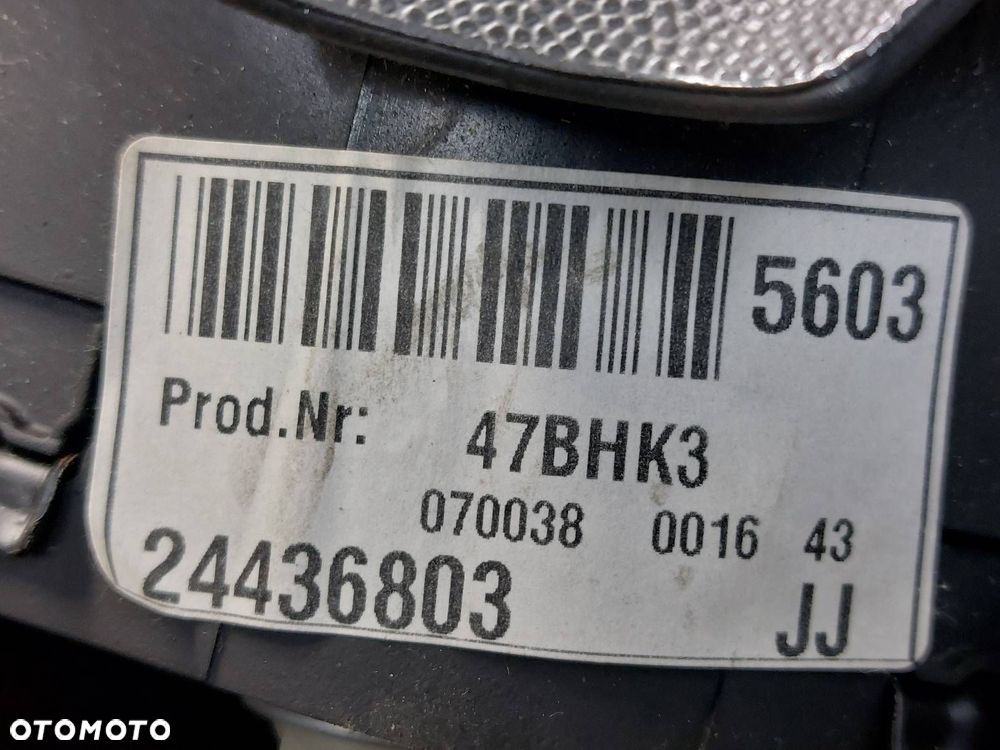 5603
Prod.Nr: 47BHK3
070038 0016 43
24436803 JJ
OTOMOTO